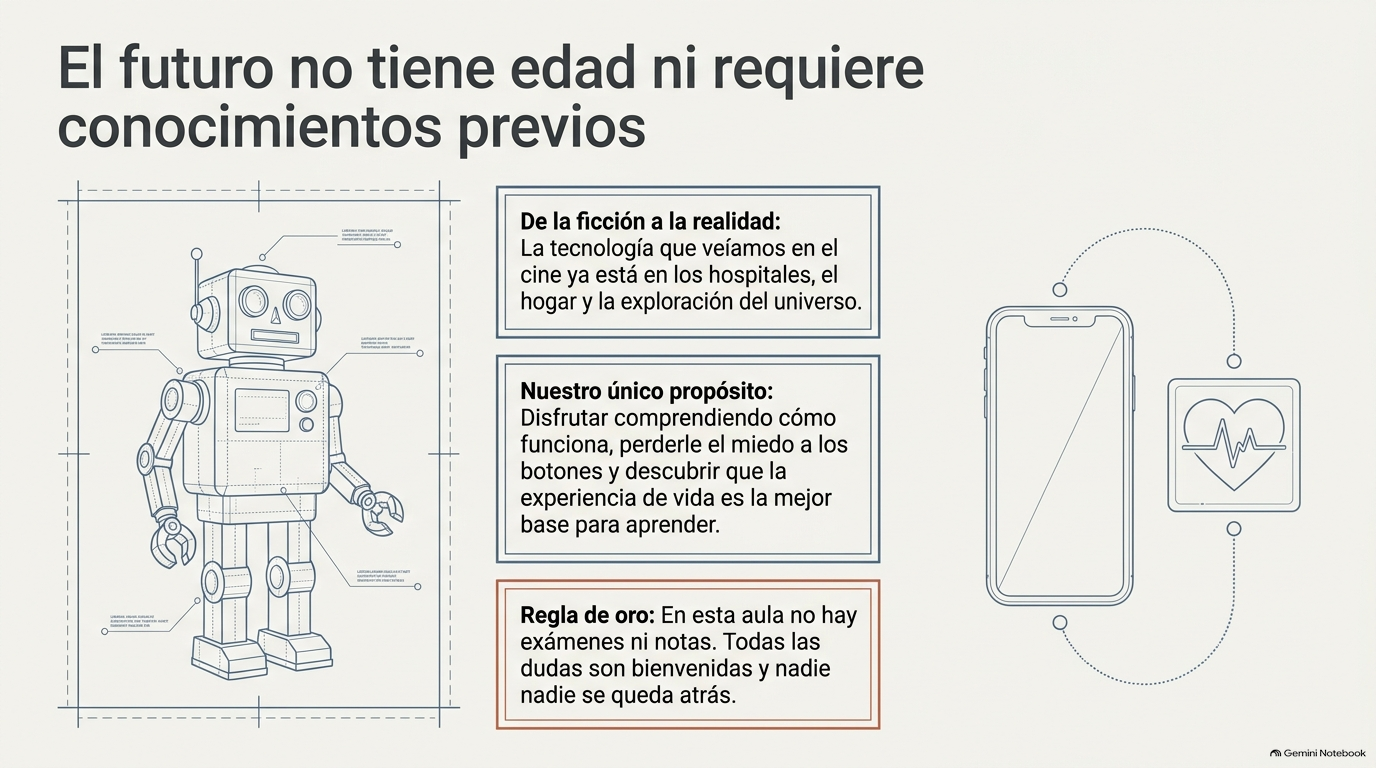 El futuro no tiene edad ni requiere
conocimientos previos
De la ficción a la realidad:
La tecnología que veíamos en el
cine ya está en los hospitales, el
hogar y la exploración del universo.
Nuestro único propósito:
Disfrutar comprendiendo cómo
funciona, perderle el miedo a los
botones y descubrir que la
experiencia de vida es la mejor
base para aprender.
Regla de oro: En esta aula no hay
exámenes ni notas. Todas las
dudas son bienvenidas y nadie
nadie se queda atrás.
Gemini Notebook